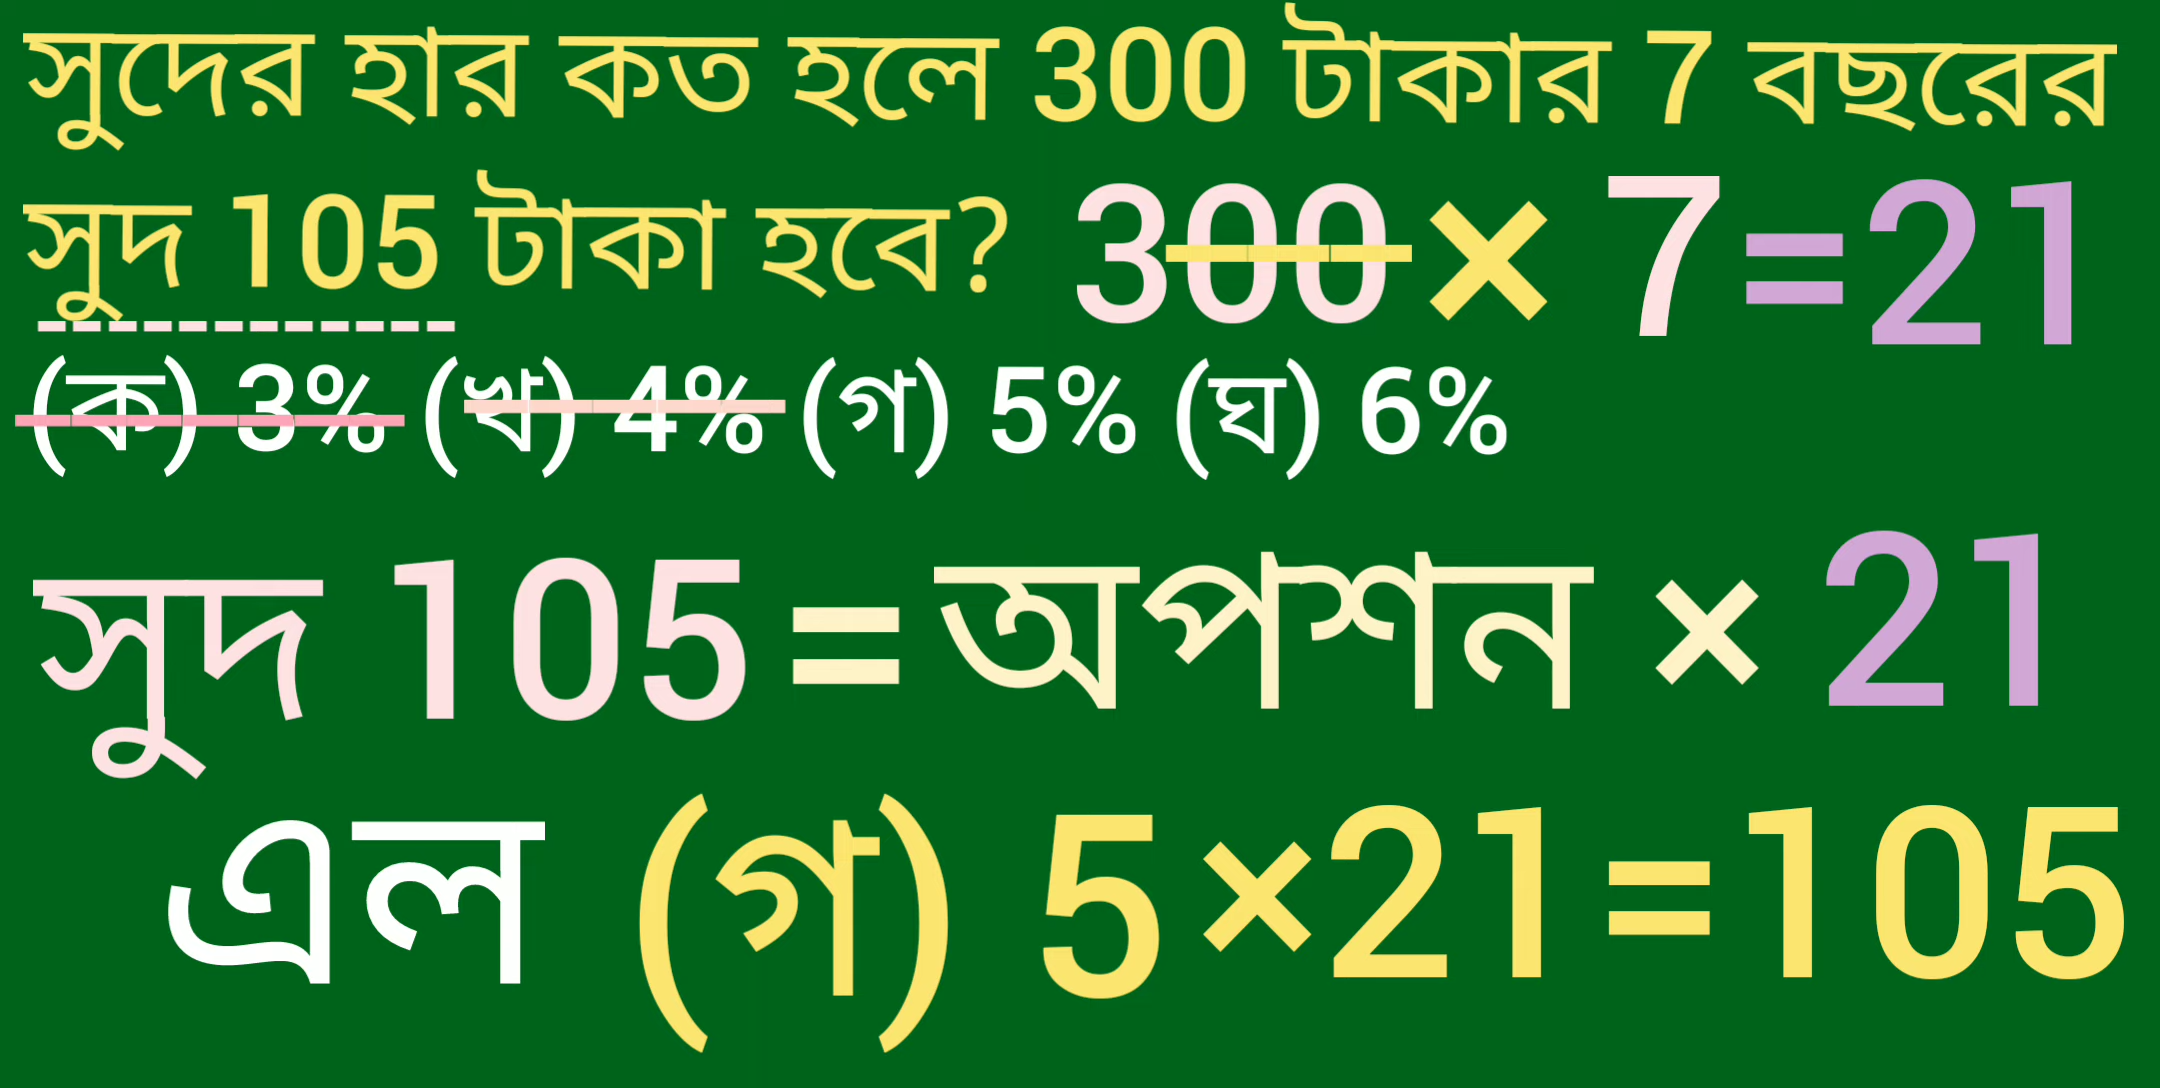 সুদের হার কত হলে 300 টাকার 7 বছরের
সুদ 105 টাকা হবে? 300 × 7 = 21
(ক) 3% (খ) 4% (গ) 5% (ঘ) 6%
সুদ 105 = অপশন × 21
এল (গ) 5×21=105